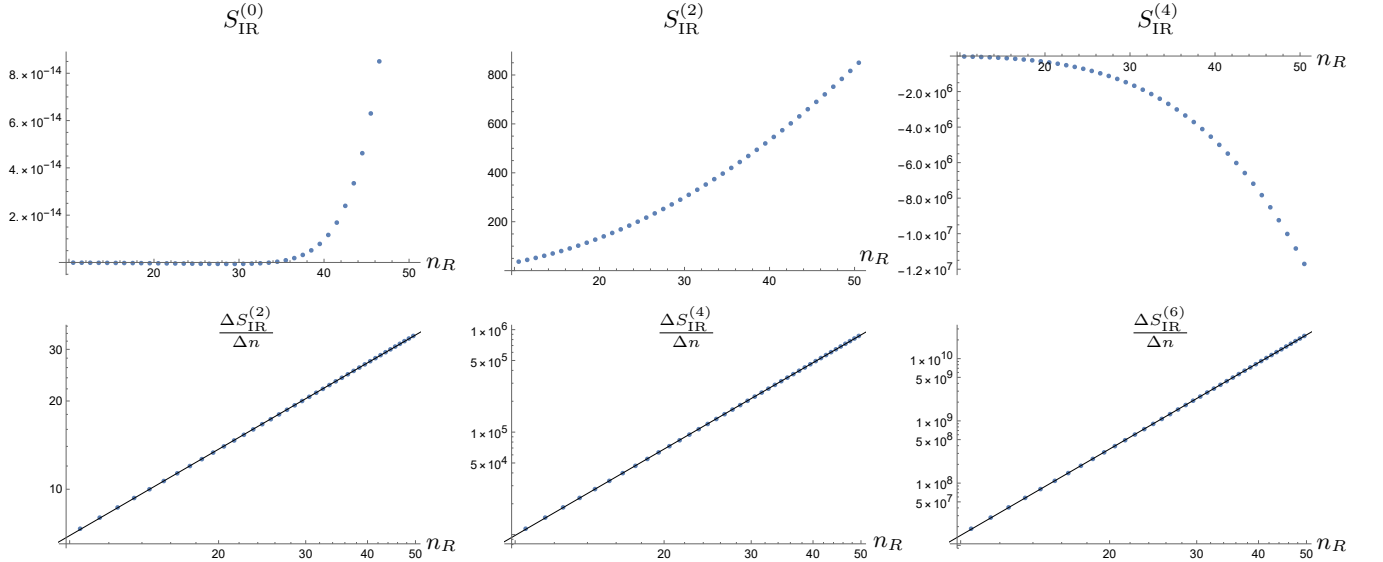 S_IR^(0)
8. × 10^−14
6. × 10^−14
4. × 10^−14
2. × 10^−14
20 30 40 50 n_R
S_IR^(2)
800
600
400
200
20 30 40 50 n_R
S_IR^(4)
20 30 40 50 n_R
−2.0 × 10^6
−4.0 × 10^6
−6.0 × 10^6
−8.0 × 10^6
−1.0 × 10^7
−1.2 × 10^7
ΔS_IR^(2)
Δn
30
20
10
20 30 40 50 n_R
ΔS_IR^(4)
Δn
1 × 10^6
5 × 10^5
1 × 10^5
5 × 10^4
20 30 40 50 n_R
ΔS_IR^(6)
Δn
1 × 10^10
5 × 10^9
1 × 10^9
5 × 10^8
1 × 10^8
5 × 10^7
20 30 40 50 n_R